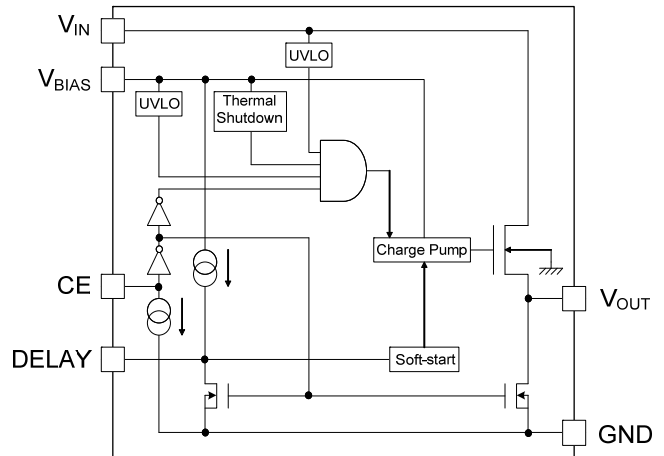 VIN
UVLO
VBIAS
UVLO
Thermal
Shutdown
Charge Pump
CE
VOUT
DELAY
Soft-start
GND